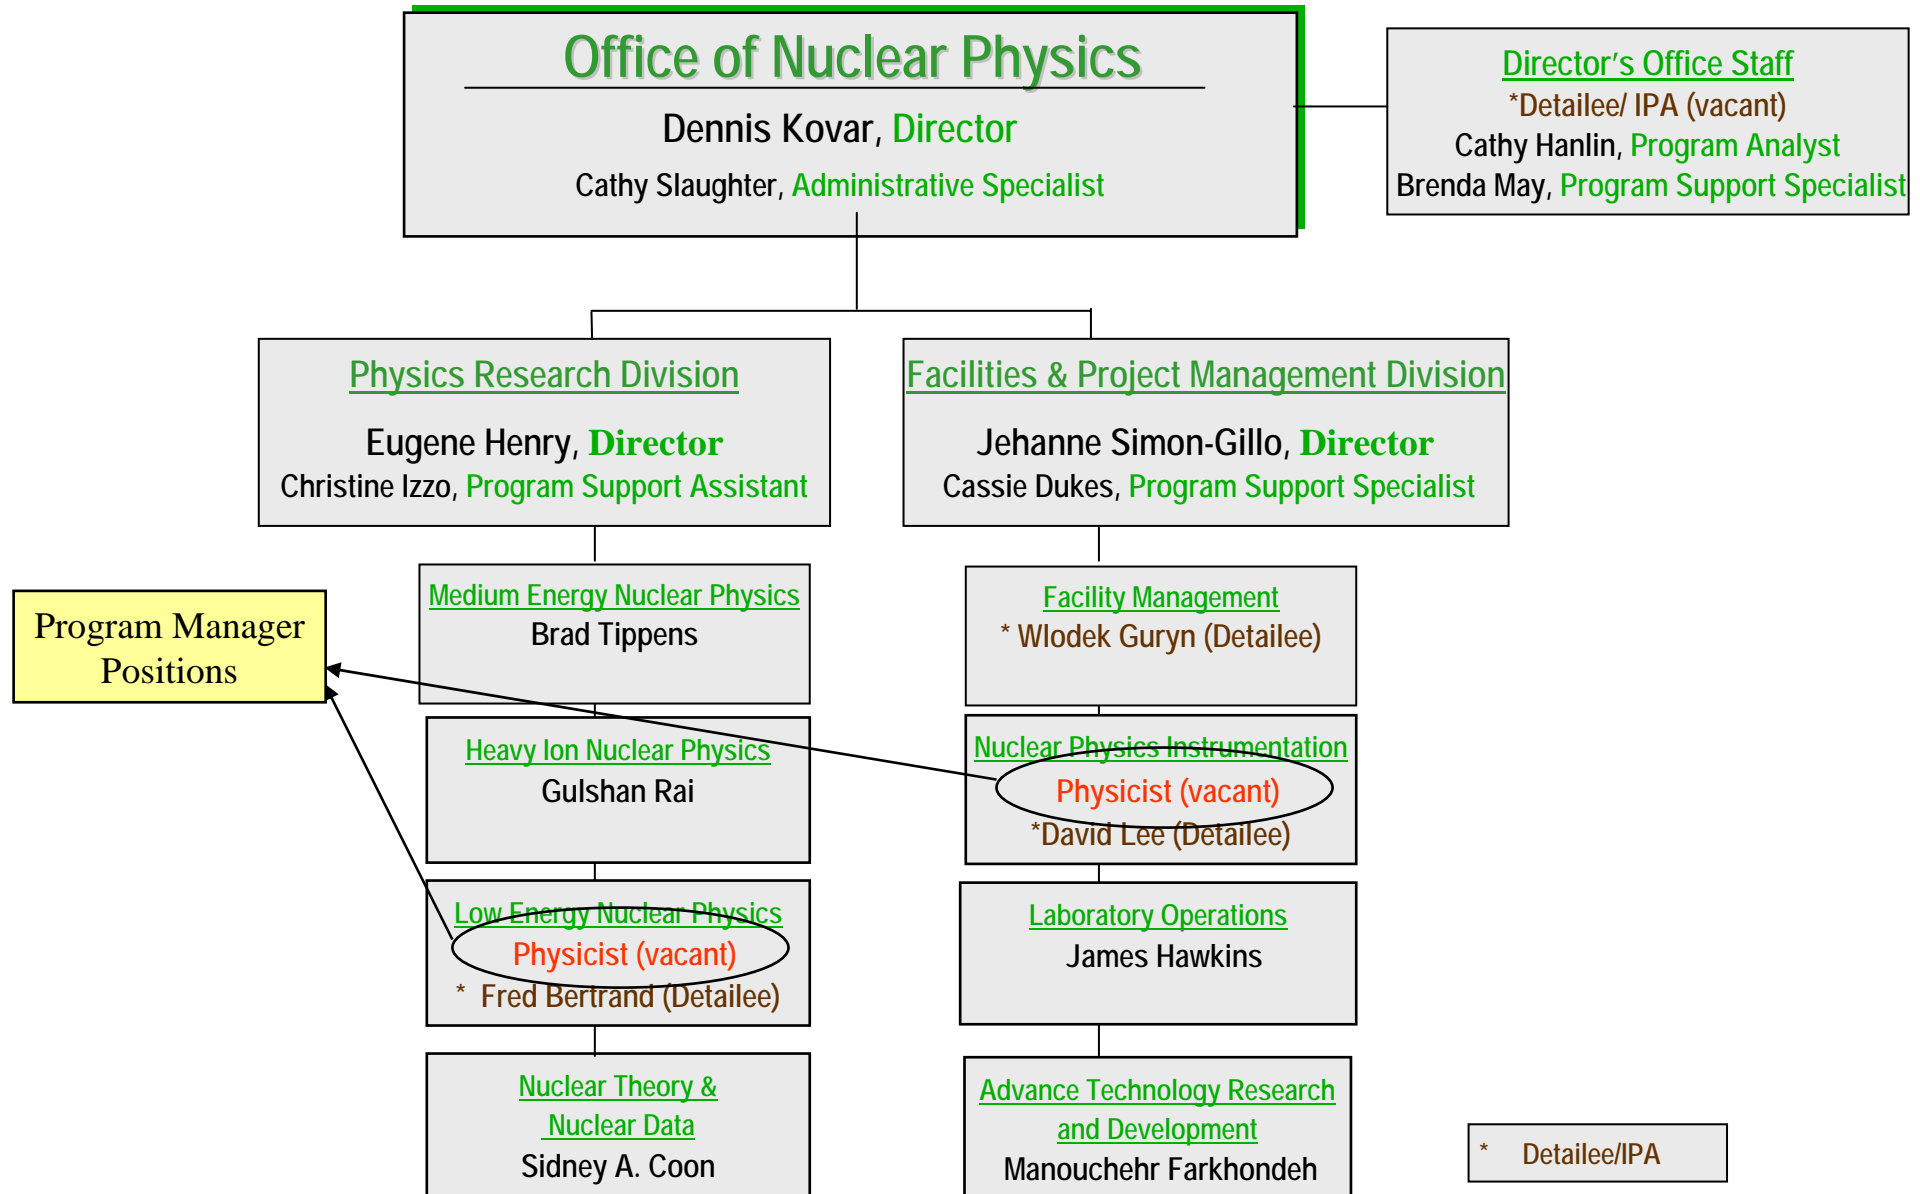 Office of Nuclear Physics
Dennis Kovar, Director
Cathy Slaughter, Administrative Specialist
Director's Office Staff
*Detailee/ IPA (vacant)
Cathy Hanlin, Program Analyst
Brenda May, Program Support Specialist
Physics Research Division
Eugene Henry, Director
Christine Izzo, Program Support Assistant
Facilities & Project Management Division
Jehanne Simon-Gillo, Director
Cassie Dukes, Program Support Specialist
Program Manager
Positions
Medium Energy Nuclear Physics
Brad Tippens
Heavy Ion Nuclear Physics
Gulshan Rai
Low Energy Nuclear Physics
Physicist (vacant)
* Fred Bertrand (Detailee)
Nuclear Theory &
Nuclear Data
Sidney A. Coon
Facility Management
* Wlodek Guryn (Detailee)
Nuclear Physics Instrumentation
Physicist (vacant)
*David Lee (Detailee)
Laboratory Operations
James Hawkins
Advance Technology Research
and Development
Manouchehr Farkhondeh
* Detailee/IPA